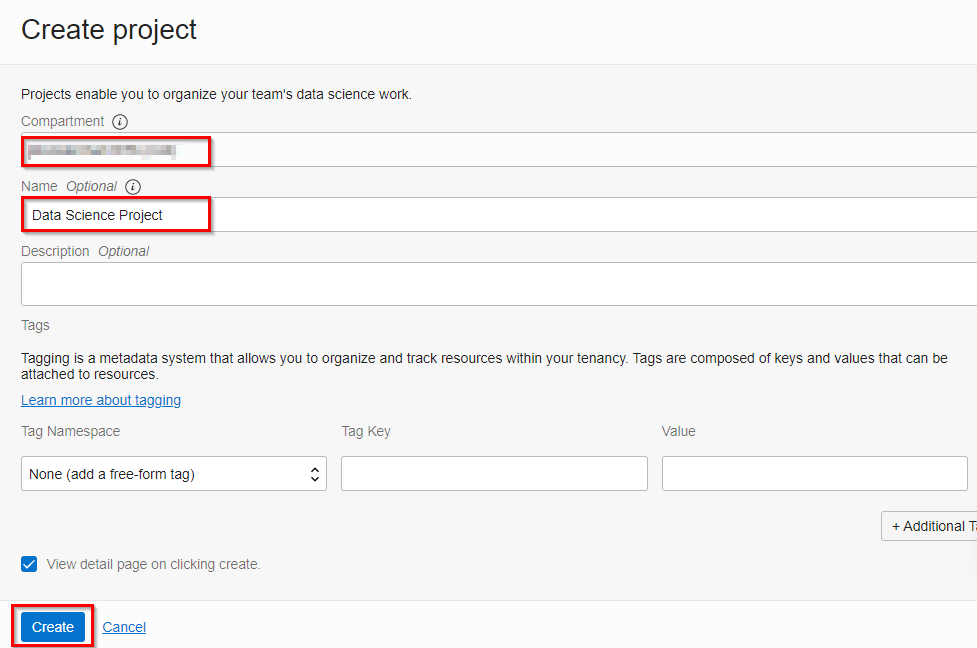 Create project
Projects enable you to organize your team's data science work.
Compartment i
Name Optional i
Data Science Project
Description Optional
Tags
Tagging is a metadata system that allows you to organize and track resources within your tenancy. Tags are composed of keys and values that can be
attached to resources.
Learn more about tagging
Tag Namespace Tag Key Value
None (add a free-form tag)
+ Additional
View detail page on clicking create.
Create Cancel